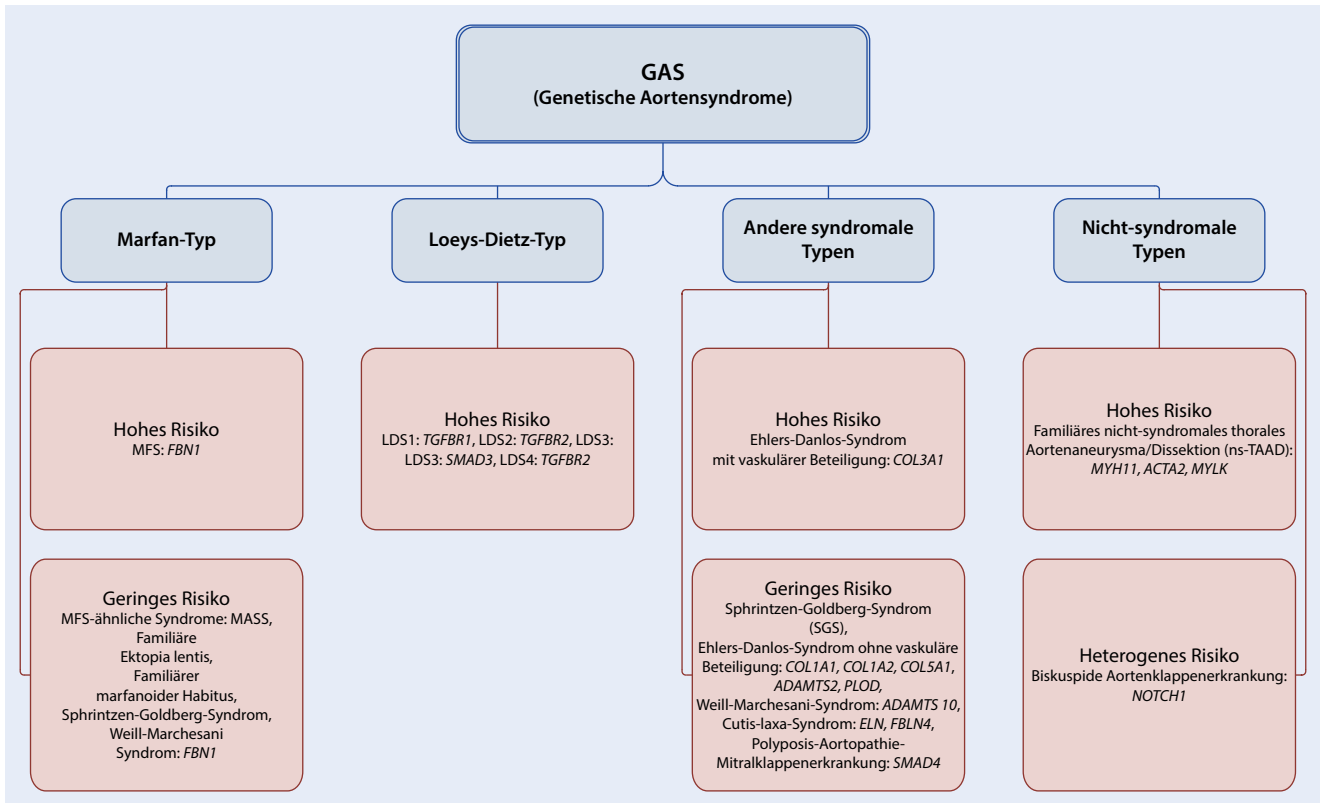 GAS
(Genetische Aortensyndrome)
Marfan-Typ
Loeys-Dietz-Typ
Andere syndromale
Typen
Nicht-syndromale
Typen
Hohes Risiko
MFS: FBN1
Hohes Risiko
LDS1: TGFBR1, LDS2: TGFBR2, LDS3:
LDS3: SMAD3, LDS4: TGFBR2
Hohes Risiko
Ehlers-Danlos-Syndrom
mit vaskulärer Beteiligung: COL3A1
Hohes Risiko
Familiäres nicht-syndromales thorales
Aortenaneurysma/Dissektion (ns-TAAD):
MYH11, ACTA2, MYLK
Geringes Risiko
MFS-ähnliche Syndrome: MASS,
Familiäre
Ektopia lentis,
Familiärer
marfanoider Habitus,
Sphrintzen-Goldberg-Syndrom,
Weill-Marchesani
Syndrom: FBN1
Geringes Risiko
Sphrintzen-Goldberg-Syndrom
(SGS),
Ehlers-Danlos-Syndrom ohne vaskuläre
Beteiligung: COL1A1, COL1A2, COL5A1,
ADAMTS2, PLOD,
Weill-Marchesani-Syndrom: ADAMTS 10,
Cutis-laxa-Syndrom: ELN, FBLN4,
Polyposis-Aortopathie-
Mitralklappenerkrankung: SMAD4
Heterogenes Risiko
Biskuspide Aortenklappenerkrankung:
NOTCH1